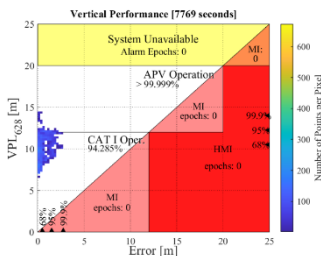 Vertical Performance [7769 seconds]
System Unavailable
Alarm Epochs: 0
MI:
0
APV Operation
> 99.999%
MI
epochs: 0
CAT I Oper.
94.285%
HMI
epochs: 0
MI
epochs: 0
99.9%
95%
68%
68%
95%
99.9%
25
20
15
10
5
0
0
5
10
15
20
25
VPL628 [m]
Error [m]
600
500
400
300
200
100
Number of Points per Pixel